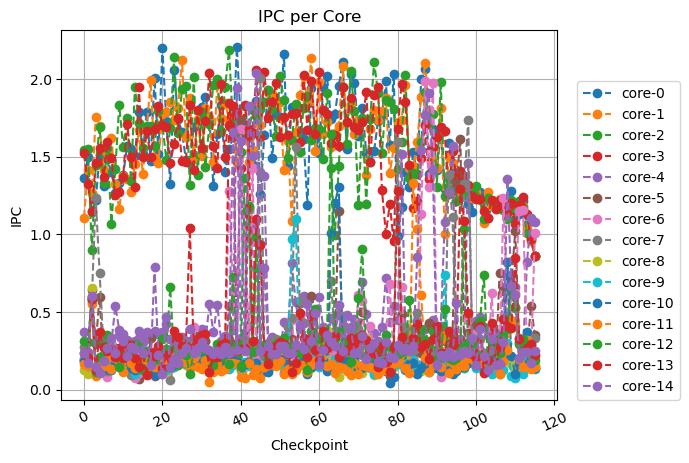 IPC per Core
IPC
2.0
1.5
1.0
0.5
0.0
0
20
40
60
80
100
120
Checkpoint
core-0
core-1
core-2
core-3
core-4
core-5
core-6
core-7
core-8
core-9
core-10
core-11
core-12
core-13
core-14